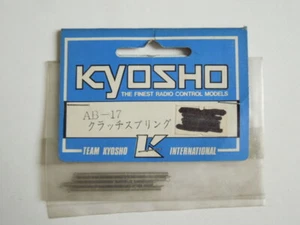 KYOSHO
THE FINEST RADIO CONTROL MODELS
AB-17
クラッチスプリング
TEAM KYOSHO K INTERNATIONAL